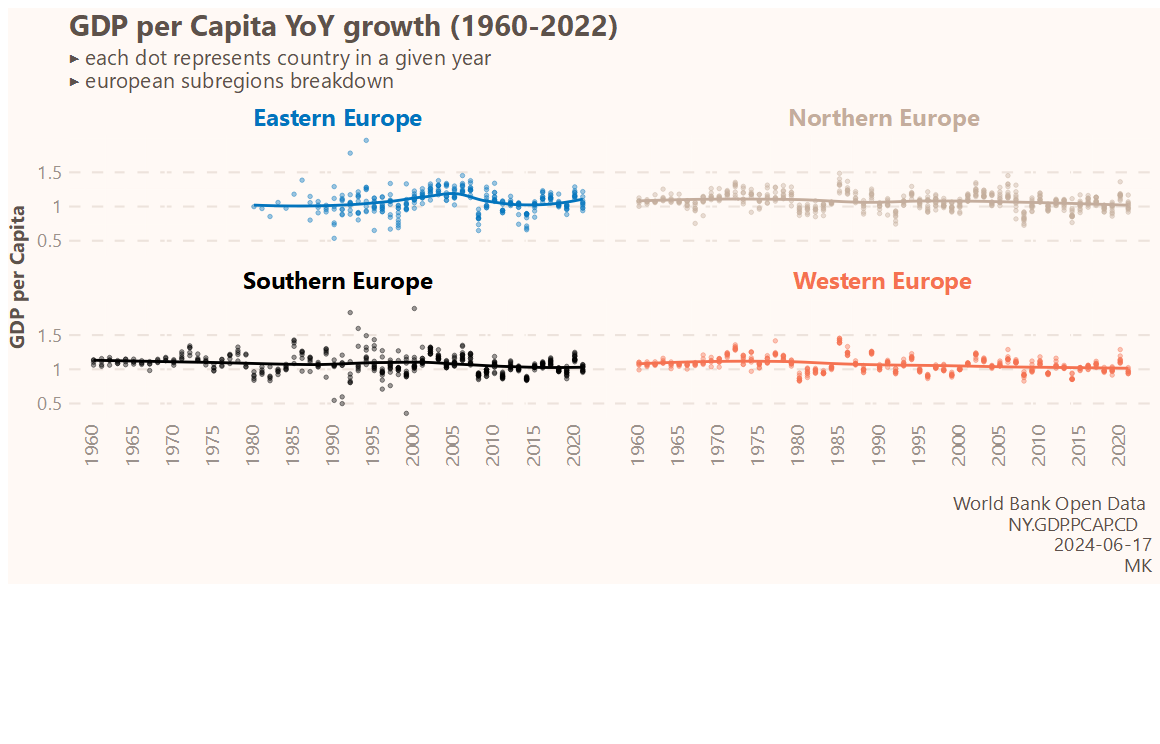 GDP per Capita YoY growth (1960-2022)
▸ each dot represents country in a given year
▸ european subregions breakdown
Eastern Europe
Northern Europe
1.5
1
0.5
GDP per Capita
Southern Europe
Western Europe
1.5
1
0.5
1960 1965 1970 1975 1980 1985 1990 1995 2000 2005 2010 2015 2020
1960 1965 1970 1975 1980 1985 1990 1995 2000 2005 2010 2015 2020
World Bank Open Data
NY.GDP.PCAP.CD
2024-06-17
MK